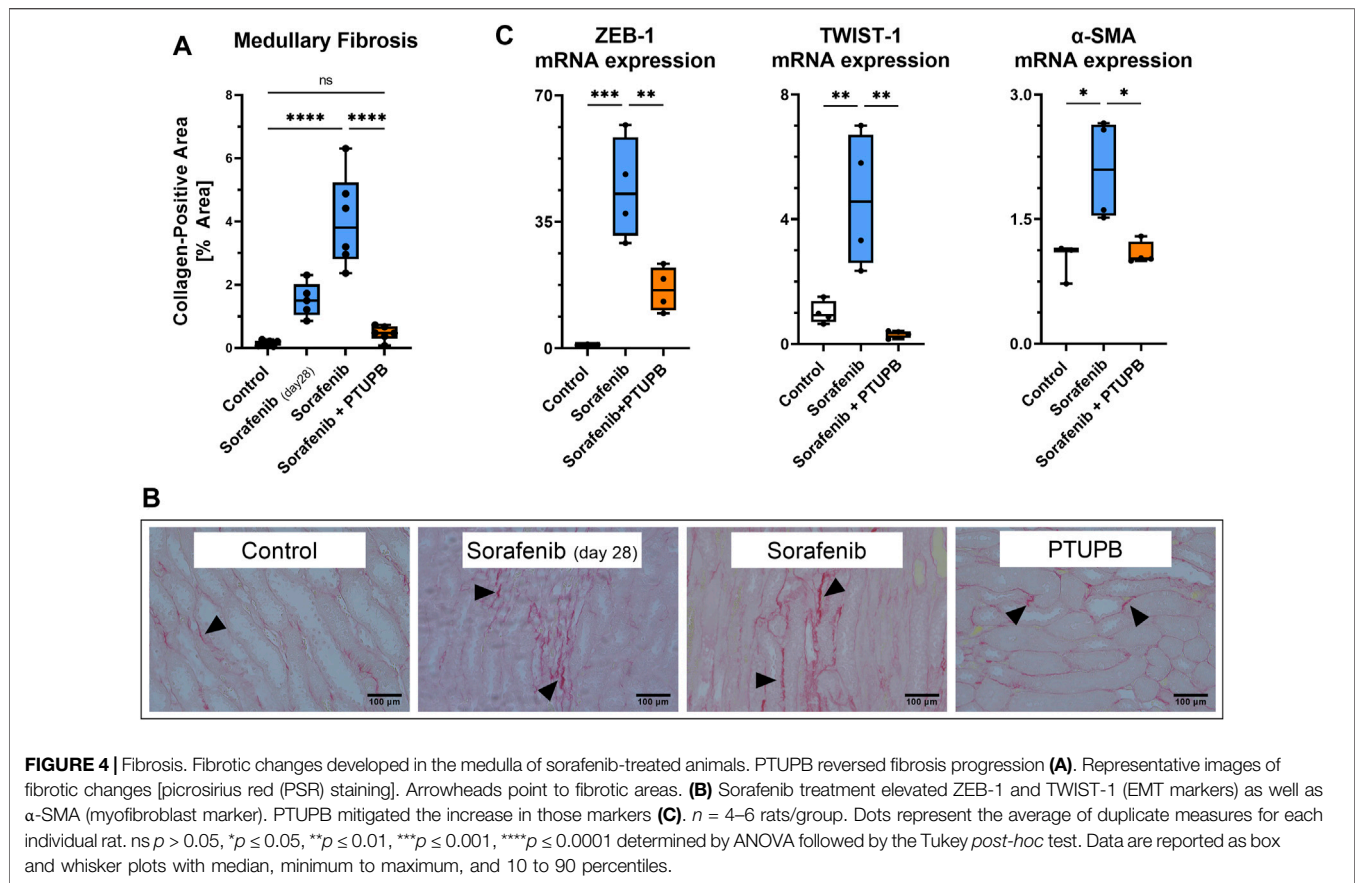 A
Medullary Fibrosis
ns
****
****
Collagen-Positive Area
[% Area]
8
6
4
2
0
Control
Sorafenib (day28)
Sorafenib
Sorafenib + PTUPB
C
ZEB-1
mRNA expression
***
**
70
35
0
Control
Sorafenib
Sorafenib+PTUPB
TWIST-1
mRNA expression
**
**
8
4
0
Control
Sorafenib
Sorafenib + PTUPB
α-SMA
mRNA expression
*
*
3.0
1.5
0.0
Control
Sorafenib
Sorafenib + PTUPB
B
Control
100 µm
Sorafenib (day 28)
100 µm
Sorafenib
100 µm
PTUPB
100 µm
FIGURE 4 | Fibrosis. Fibrotic changes developed in the medulla of sorafenib-treated animals. PTUPB reversed fibrosis progression (A). Representative images of
fibrotic changes [picrosirius red (PSR) staining]. Arrowheads point to fibrotic areas. (B) Sorafenib treatment elevated ZEB-1 and TWIST-1 (EMT markers) as well as
α-SMA (myofibroblast marker). PTUPB mitigated the increase in those markers (C). n = 4–6 rats/group. Dots represent the average of duplicate measures for each
individual rat. ns p > 0.05, *p ≤ 0.05, **p ≤ 0.01, ***p ≤ 0.001, ****p ≤ 0.0001 determined by ANOVA followed by the Tukey post-hoc test. Data are reported as box
and whisker plots with median, minimum to maximum, and 10 to 90 percentiles.